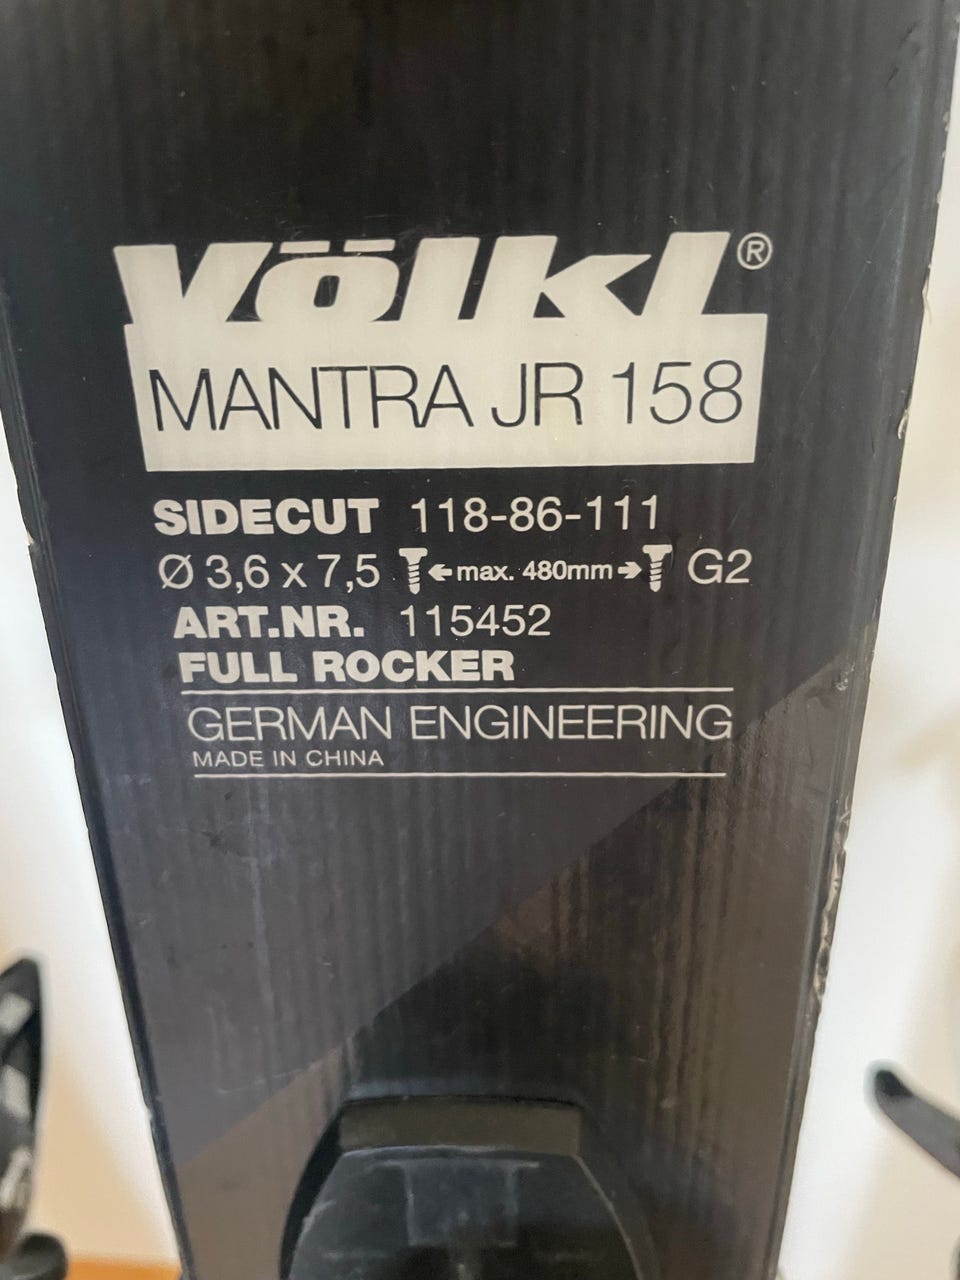 Völkl®
MANTRA JR 158
SIDECUT 118-86-111
Ø 3,6 x 7,5 ←max. 480mm→ G2
ART.NR. 115452
FULL ROCKER
GERMAN ENGINEERING
MADE IN CHINA